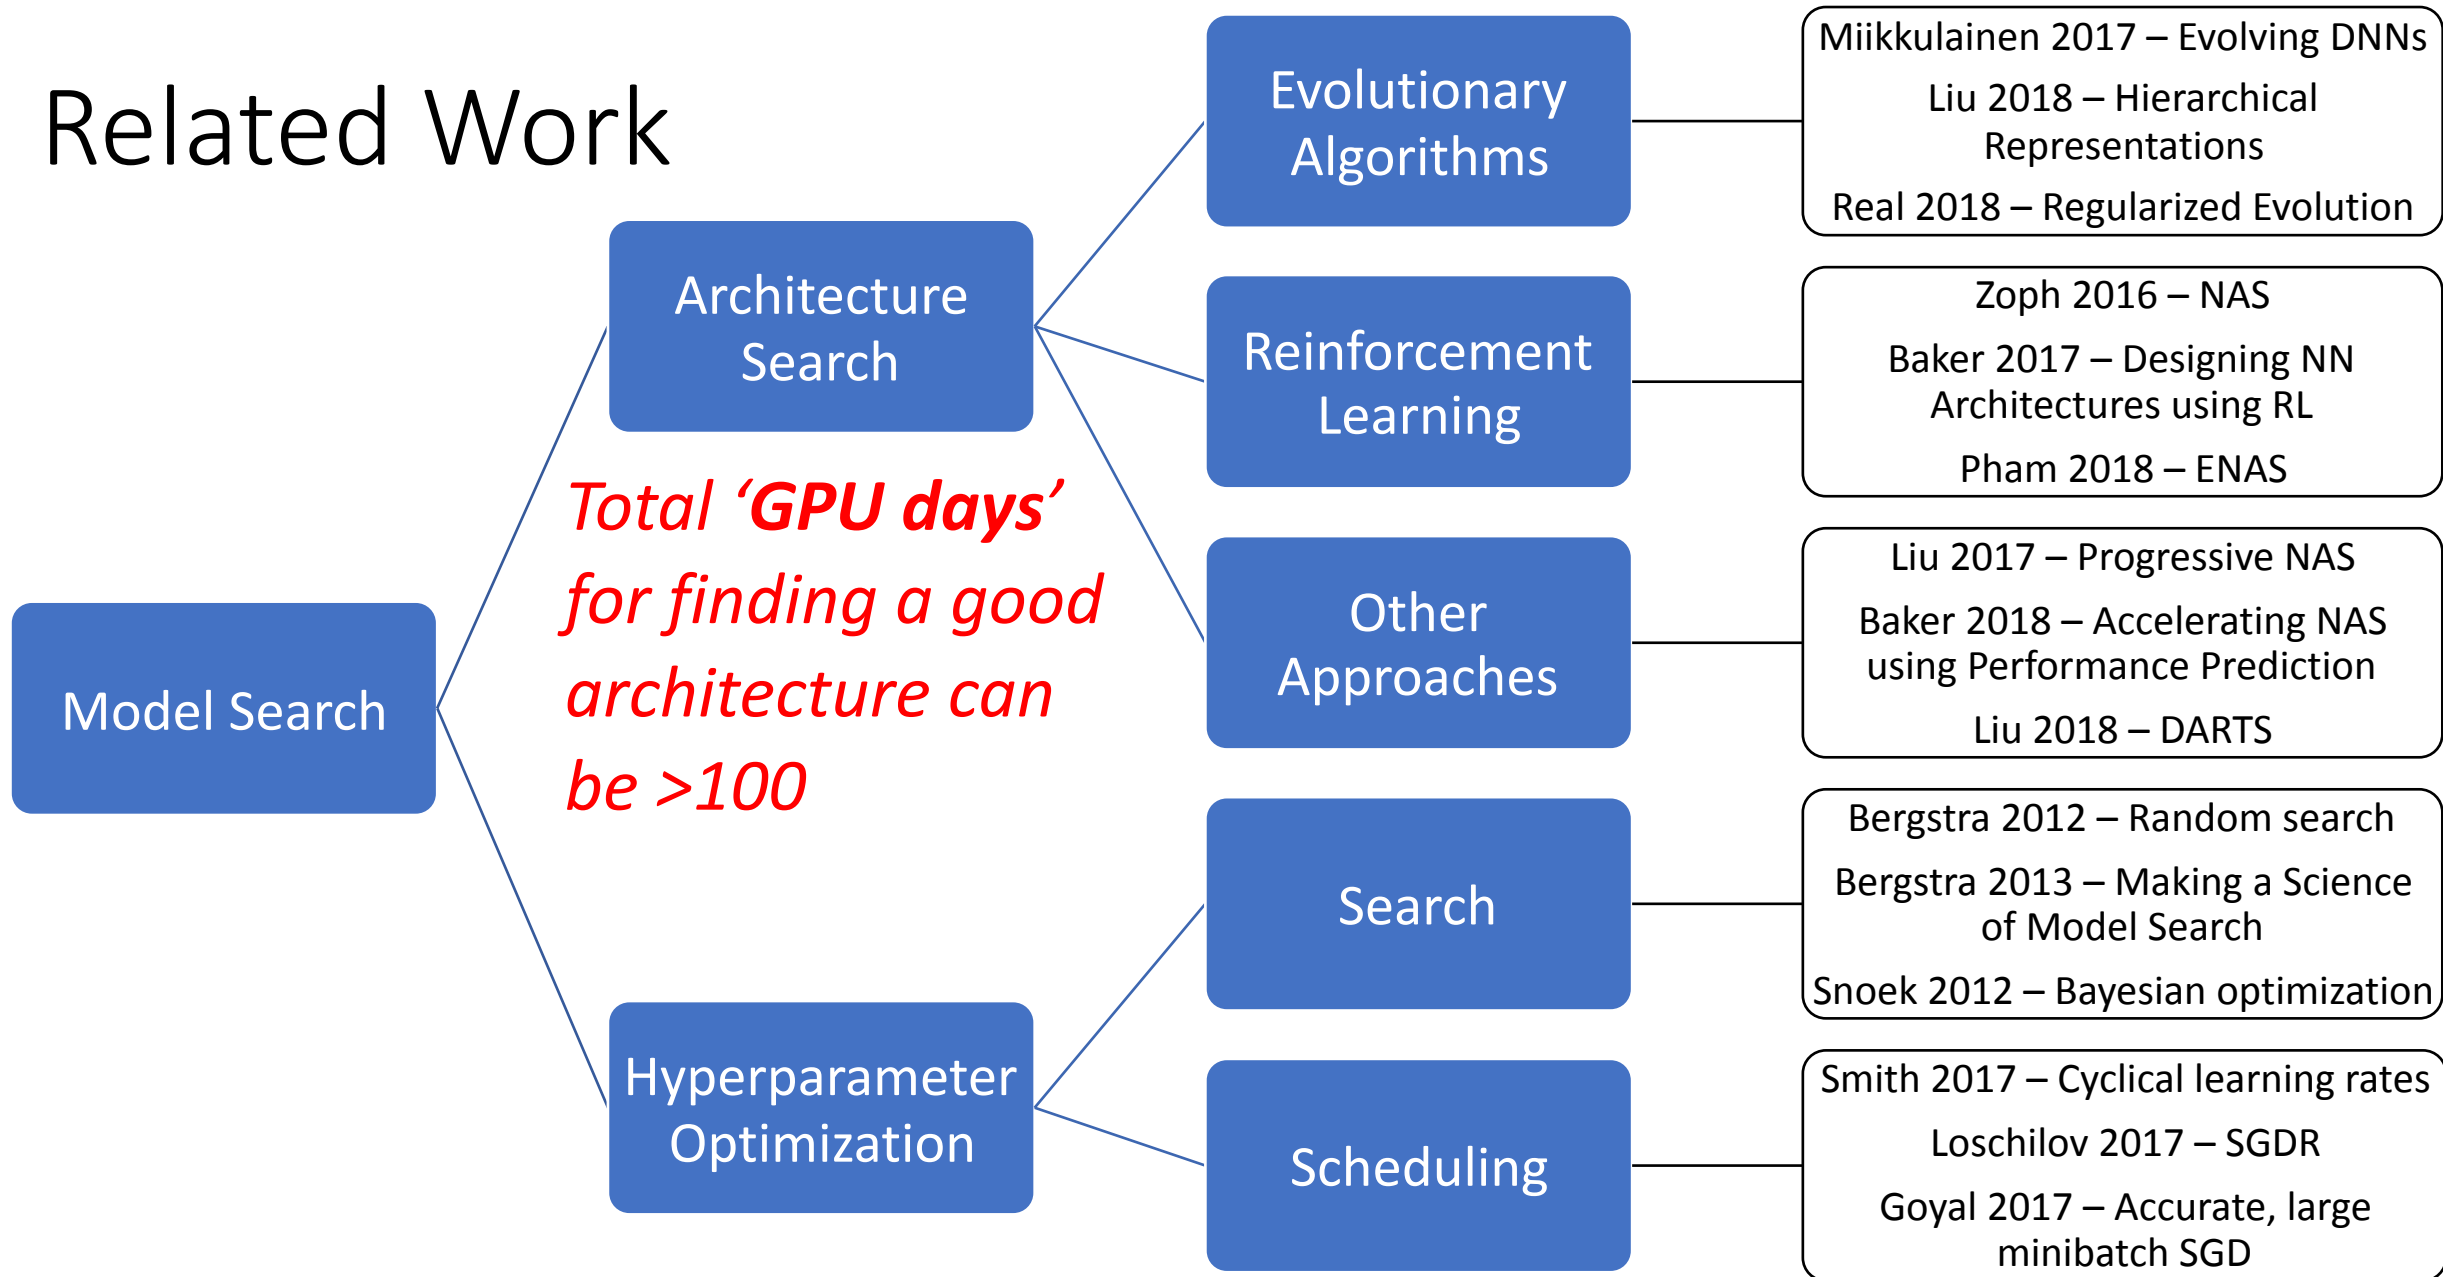 Related Work
Model Search
Architecture
Search
Total ‘GPU days’
for finding a good
architecture can
be >100
Hyperparameter
Optimization
Evolutionary
Algorithms
Miikkulainen 2017 – Evolving DNNs
Liu 2018 – Hierarchical
Representations
Real 2018 – Regularized Evolution
Reinforcement
Learning
Zoph 2016 – NAS
Baker 2017 – Designing NN
Architectures using RL
Pham 2018 – ENAS
Other
Approaches
Liu 2017 – Progressive NAS
Baker 2018 – Accelerating NAS
using Performance Prediction
Liu 2018 – DARTS
Search
Bergstra 2012 – Random search
Bergstra 2013 – Making a Science
of Model Search
Snoek 2012 – Bayesian optimization
Scheduling
Smith 2017 – Cyclical learning rates
Loschilov 2017 – SGDR
Goyal 2017 – Accurate, large
minibatch SGD